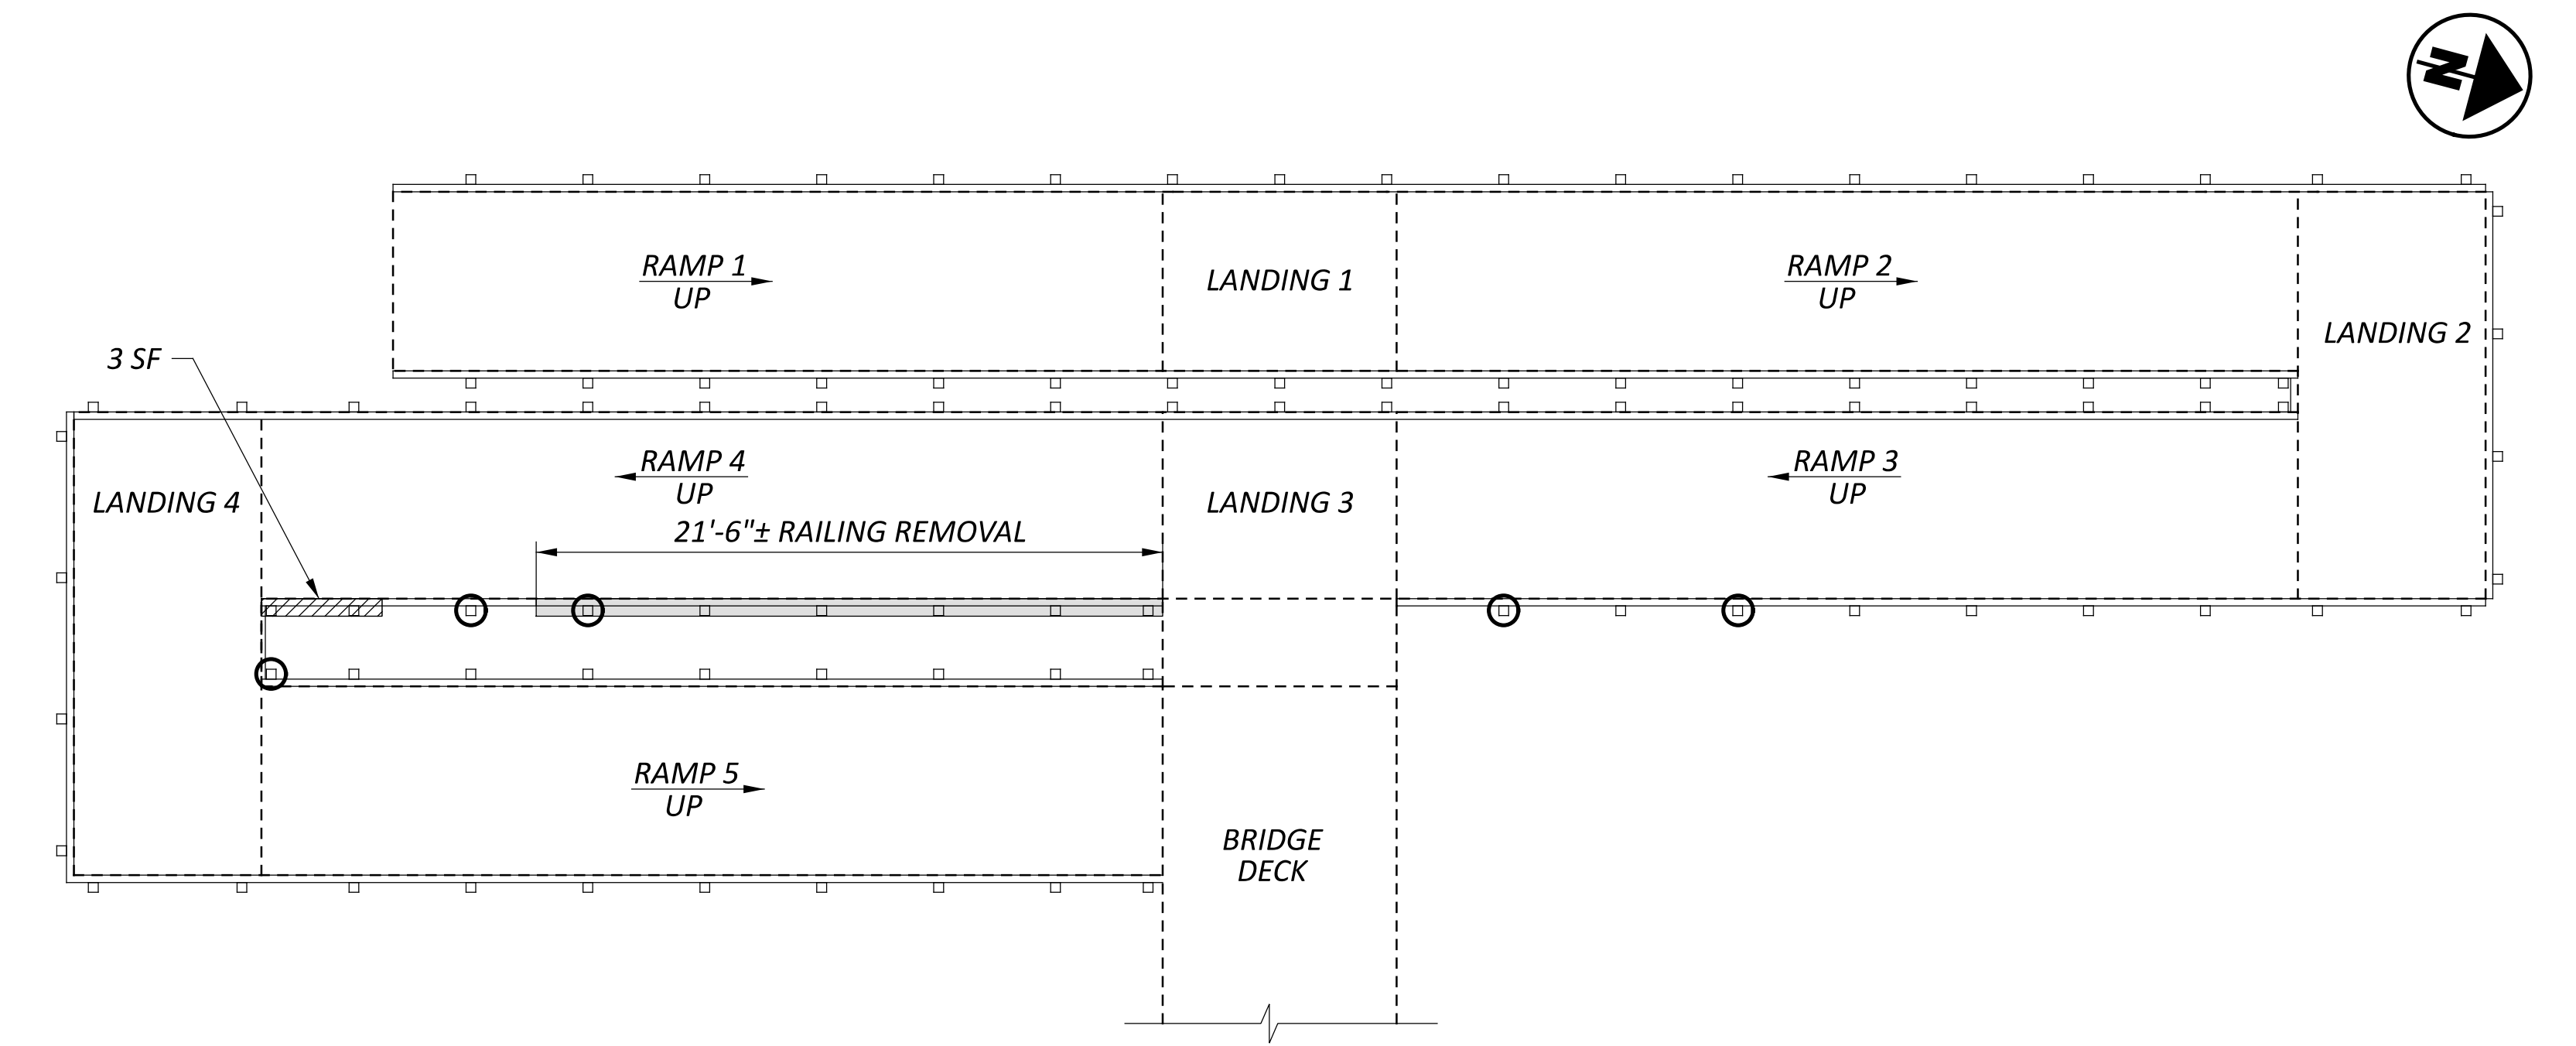 N
RAMP 1
UP
LANDING 1
RAMP 2
UP
LANDING 2
3 SF
RAMP 4
UP
LANDING 4
LANDING 3
RAMP 3
UP
21'-6"± RAILING REMOVAL
RAMP 5
UP
BRIDGE
DECK